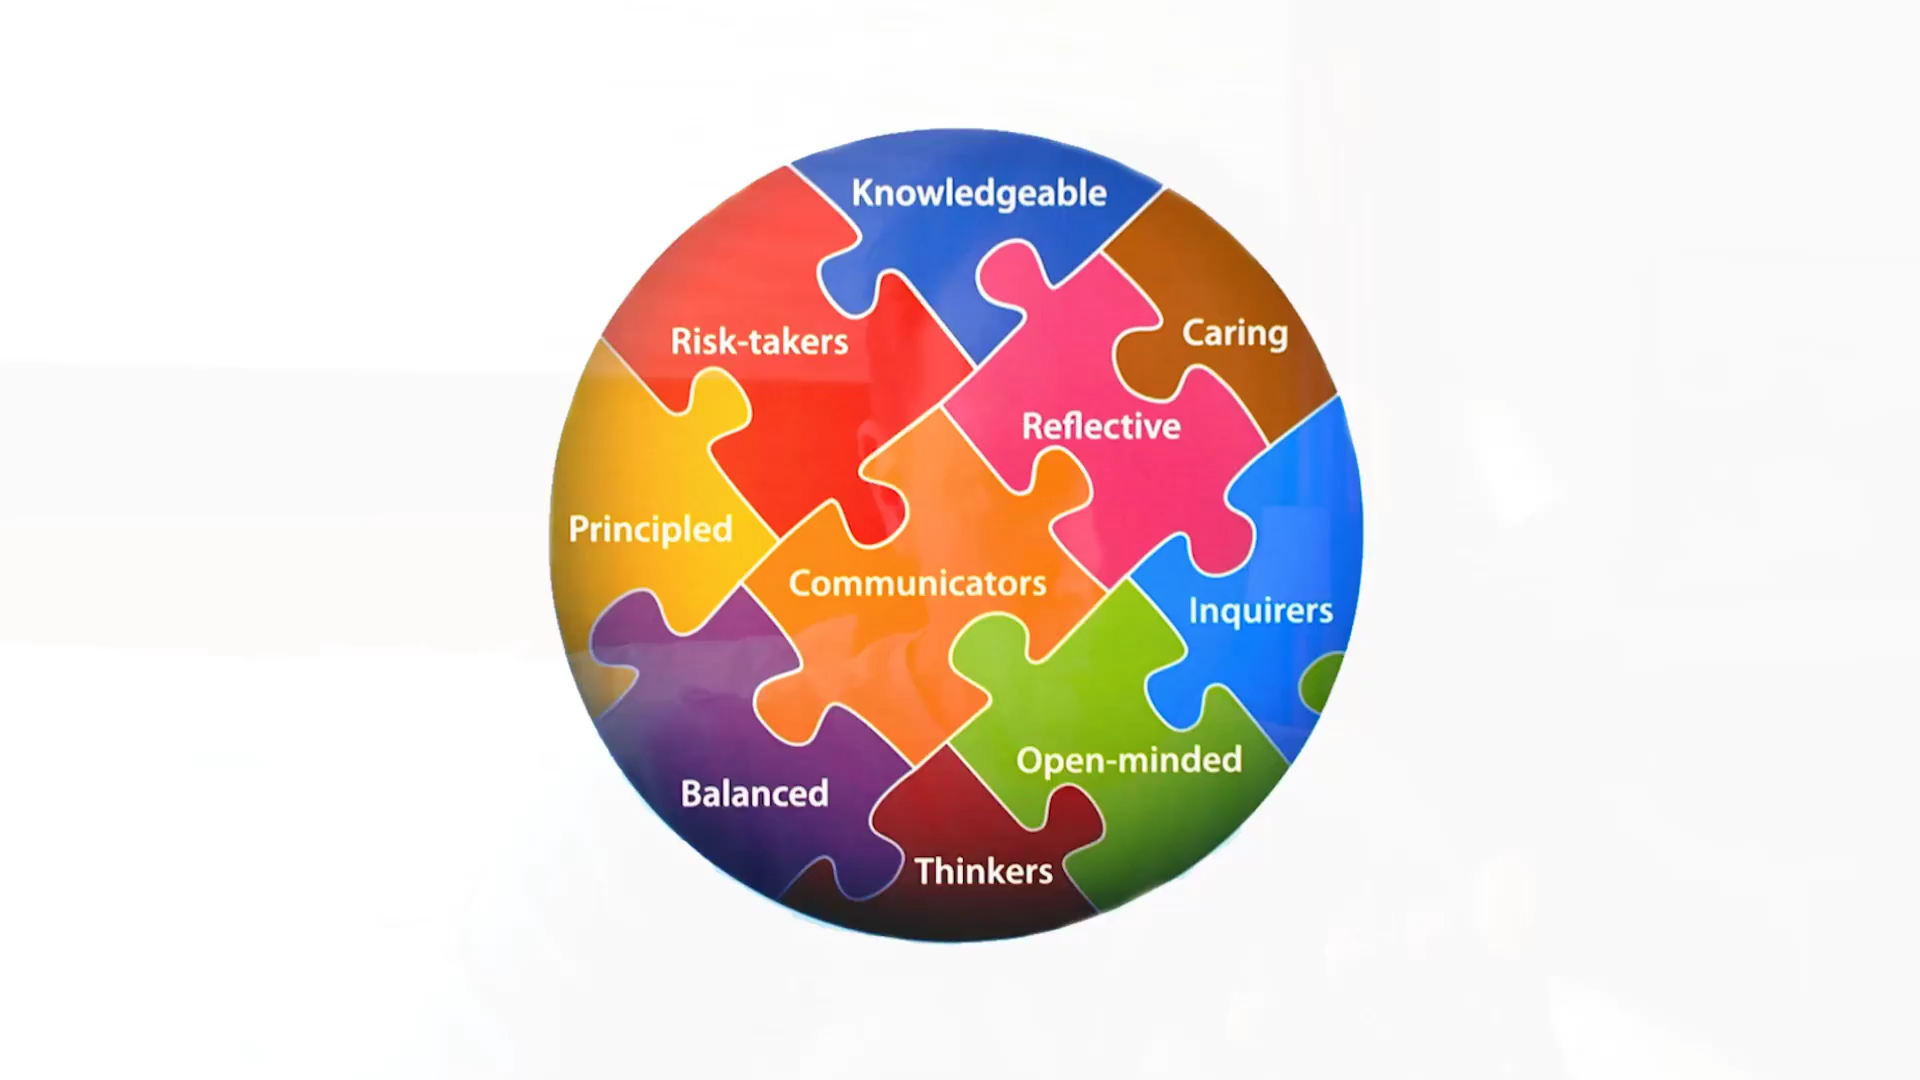 Knowledgeable
Risk-takers
Caring
Reflective
Principled
Communicators
Inquirers
Open-minded
Balanced
Thinkers